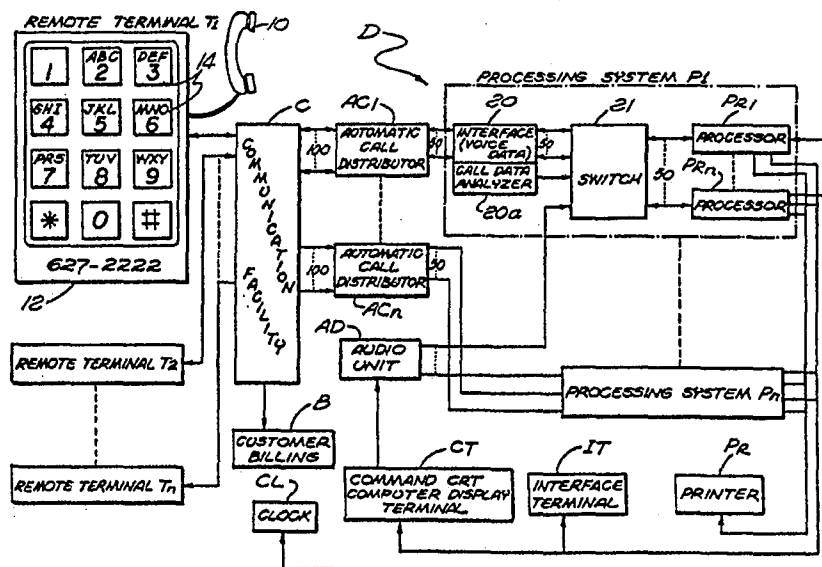 REMOTE TERMINAL T1
10
D
1
ABC
2
DEF
3
14
GHI
4
JKL
5
MNO
6
PRS
7
TUV
8
WXY
9
*
0
#
627-2222
12
C
COMMUNICATION
FACILITY
100
AC1
AUTOMATIC
CALL
DISTRIBUTOR
50
PROCESSING SYSTEM P1
20
INTERFACE
(VOICE
DATA)
50
CALL DATA
ANALYZER
20a
21
SWITCH
50
PR1
PROCESSOR
PRn
PROCESSOR
100
AUTOMATIC
CALL
DISTRIBUTOR
50
ACn
AD
AUDIO
UNIT
REMOTE TERMINAL T2
PROCESSING SYSTEM Pn
B
CUSTOMER
BILLING
REMOTE TERMINAL Tn
CL
CLOCK
CT
COMMAND CRT
COMPUTER DISPLAY
TERMINAL
IT
INTERFACE
TERMINAL
PR
PRINTER